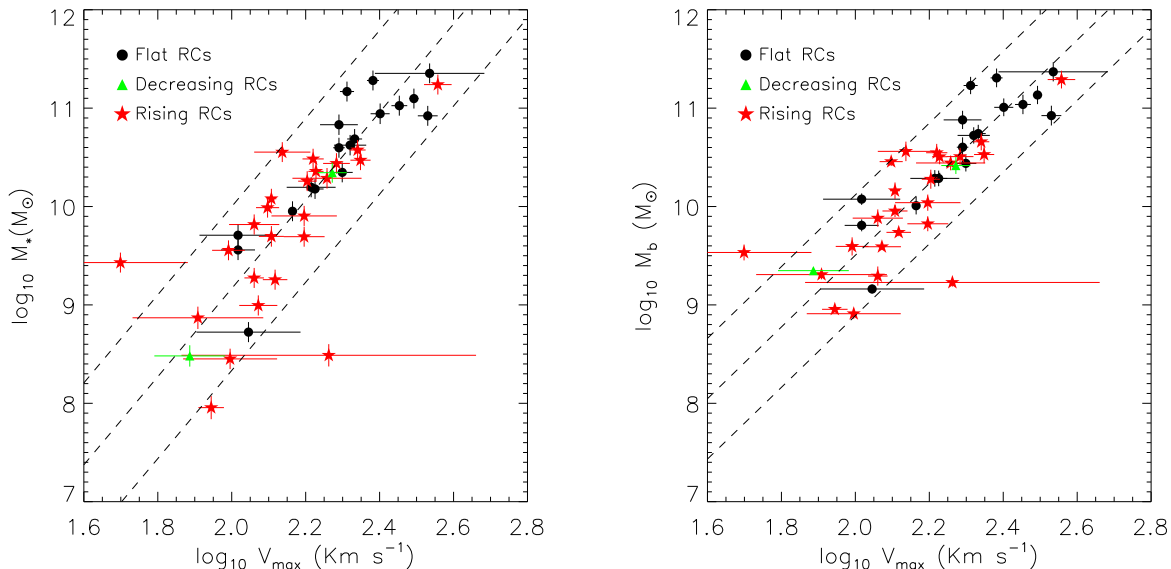 12
11
10
9
8
7
log₁₀ M*(M☉)
Flat RCs
Decreasing RCs
Rising RCs
1.6 1.8 2.0 2.2 2.4 2.6 2.8
log₁₀ Vmax (Km s⁻¹)
12
11
10
9
8
7
log₁₀ Mb (M☉)
Flat RCs
Decreasing RCs
Rising RCs
1.6 1.8 2.0 2.2 2.4 2.6 2.8
log₁₀ Vmax (Km s⁻¹)